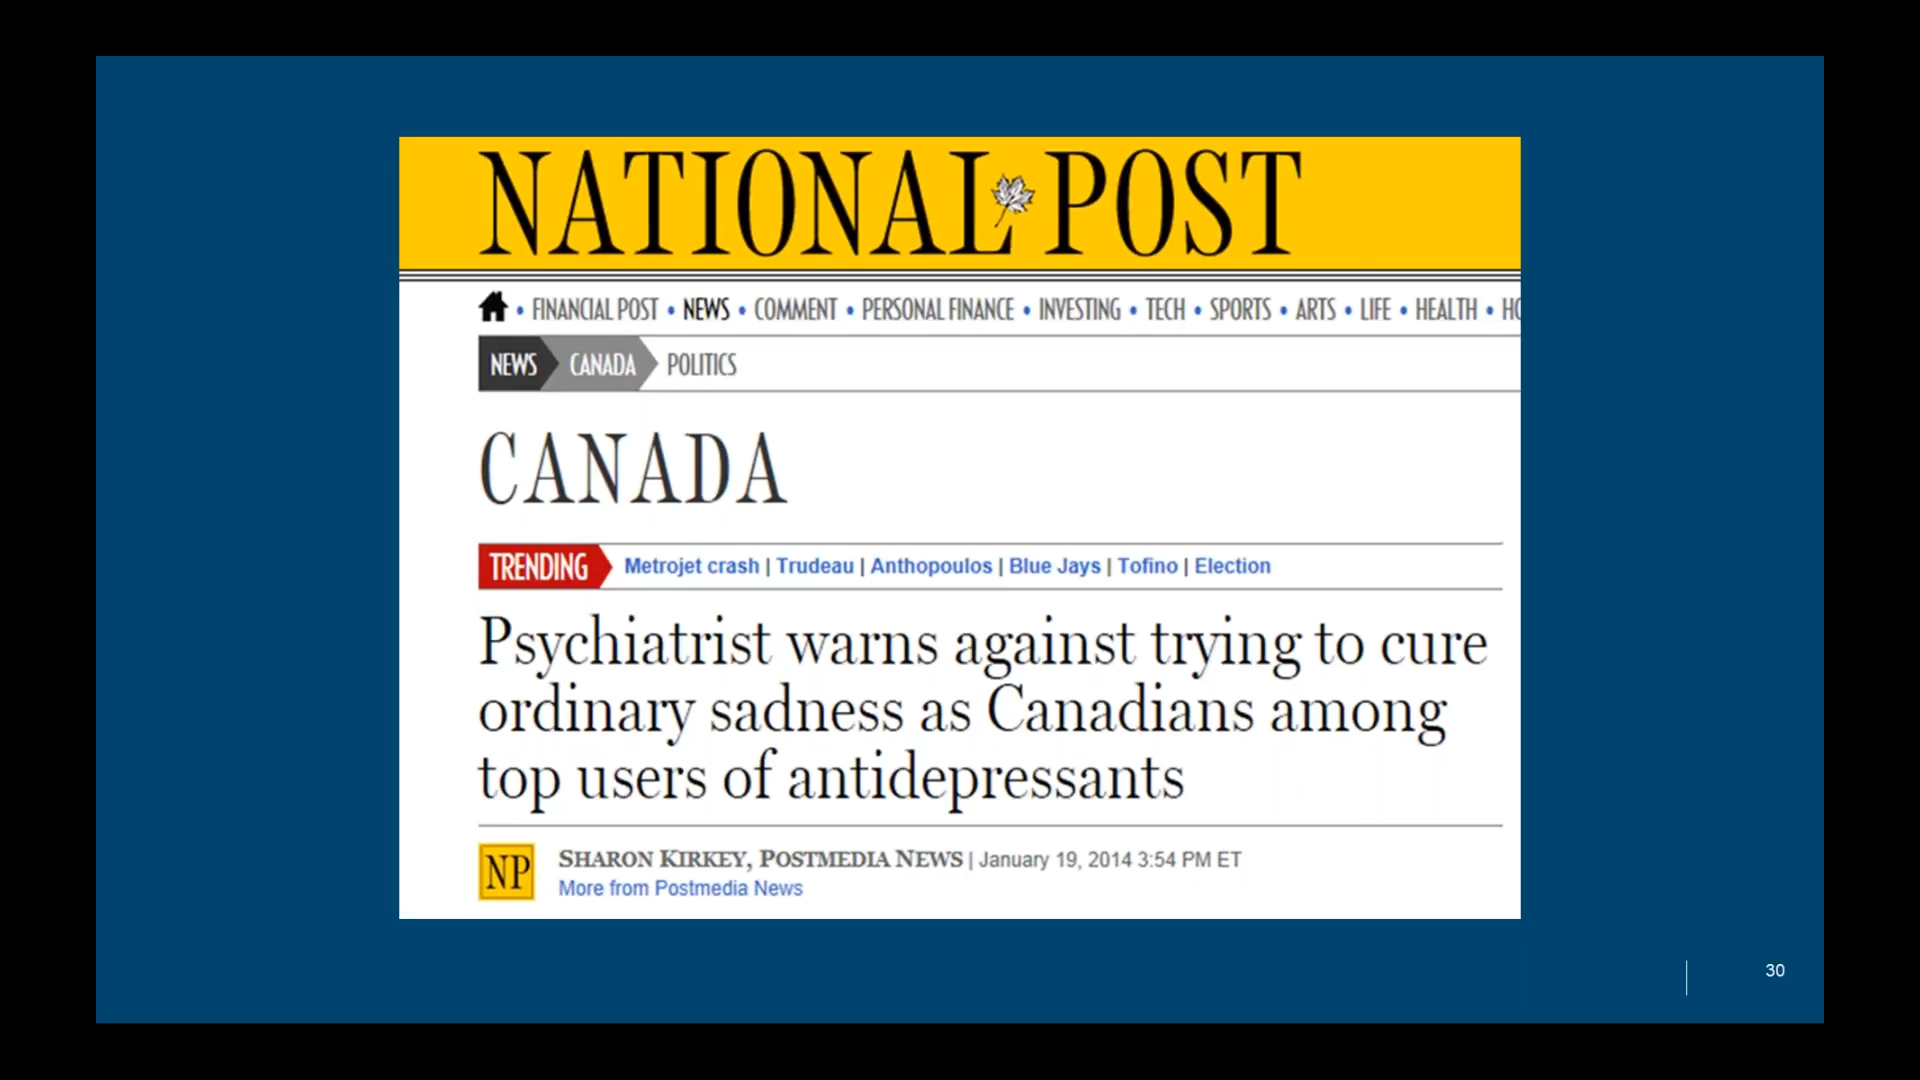 NATIONAL POST
• FINANCIAL POST • NEWS • COMMENT • PERSONAL FINANCE • INVESTING • TECH • SPORTS • ARTS • LIFE • HEALTH •
NEWS CANADA POLITICS
CANADA
TRENDING Metrojet crash | Trudeau | Anthopoulos | Blue Jays | Tofino | Election
Psychiatrist warns against trying to cure
ordinary sadness as Canadians among
top users of antidepressants
NP
SHARON KIRKEY, POSTMEDIA NEWS | January 19, 2014 3:54 PM ET
More from Postmedia News
30